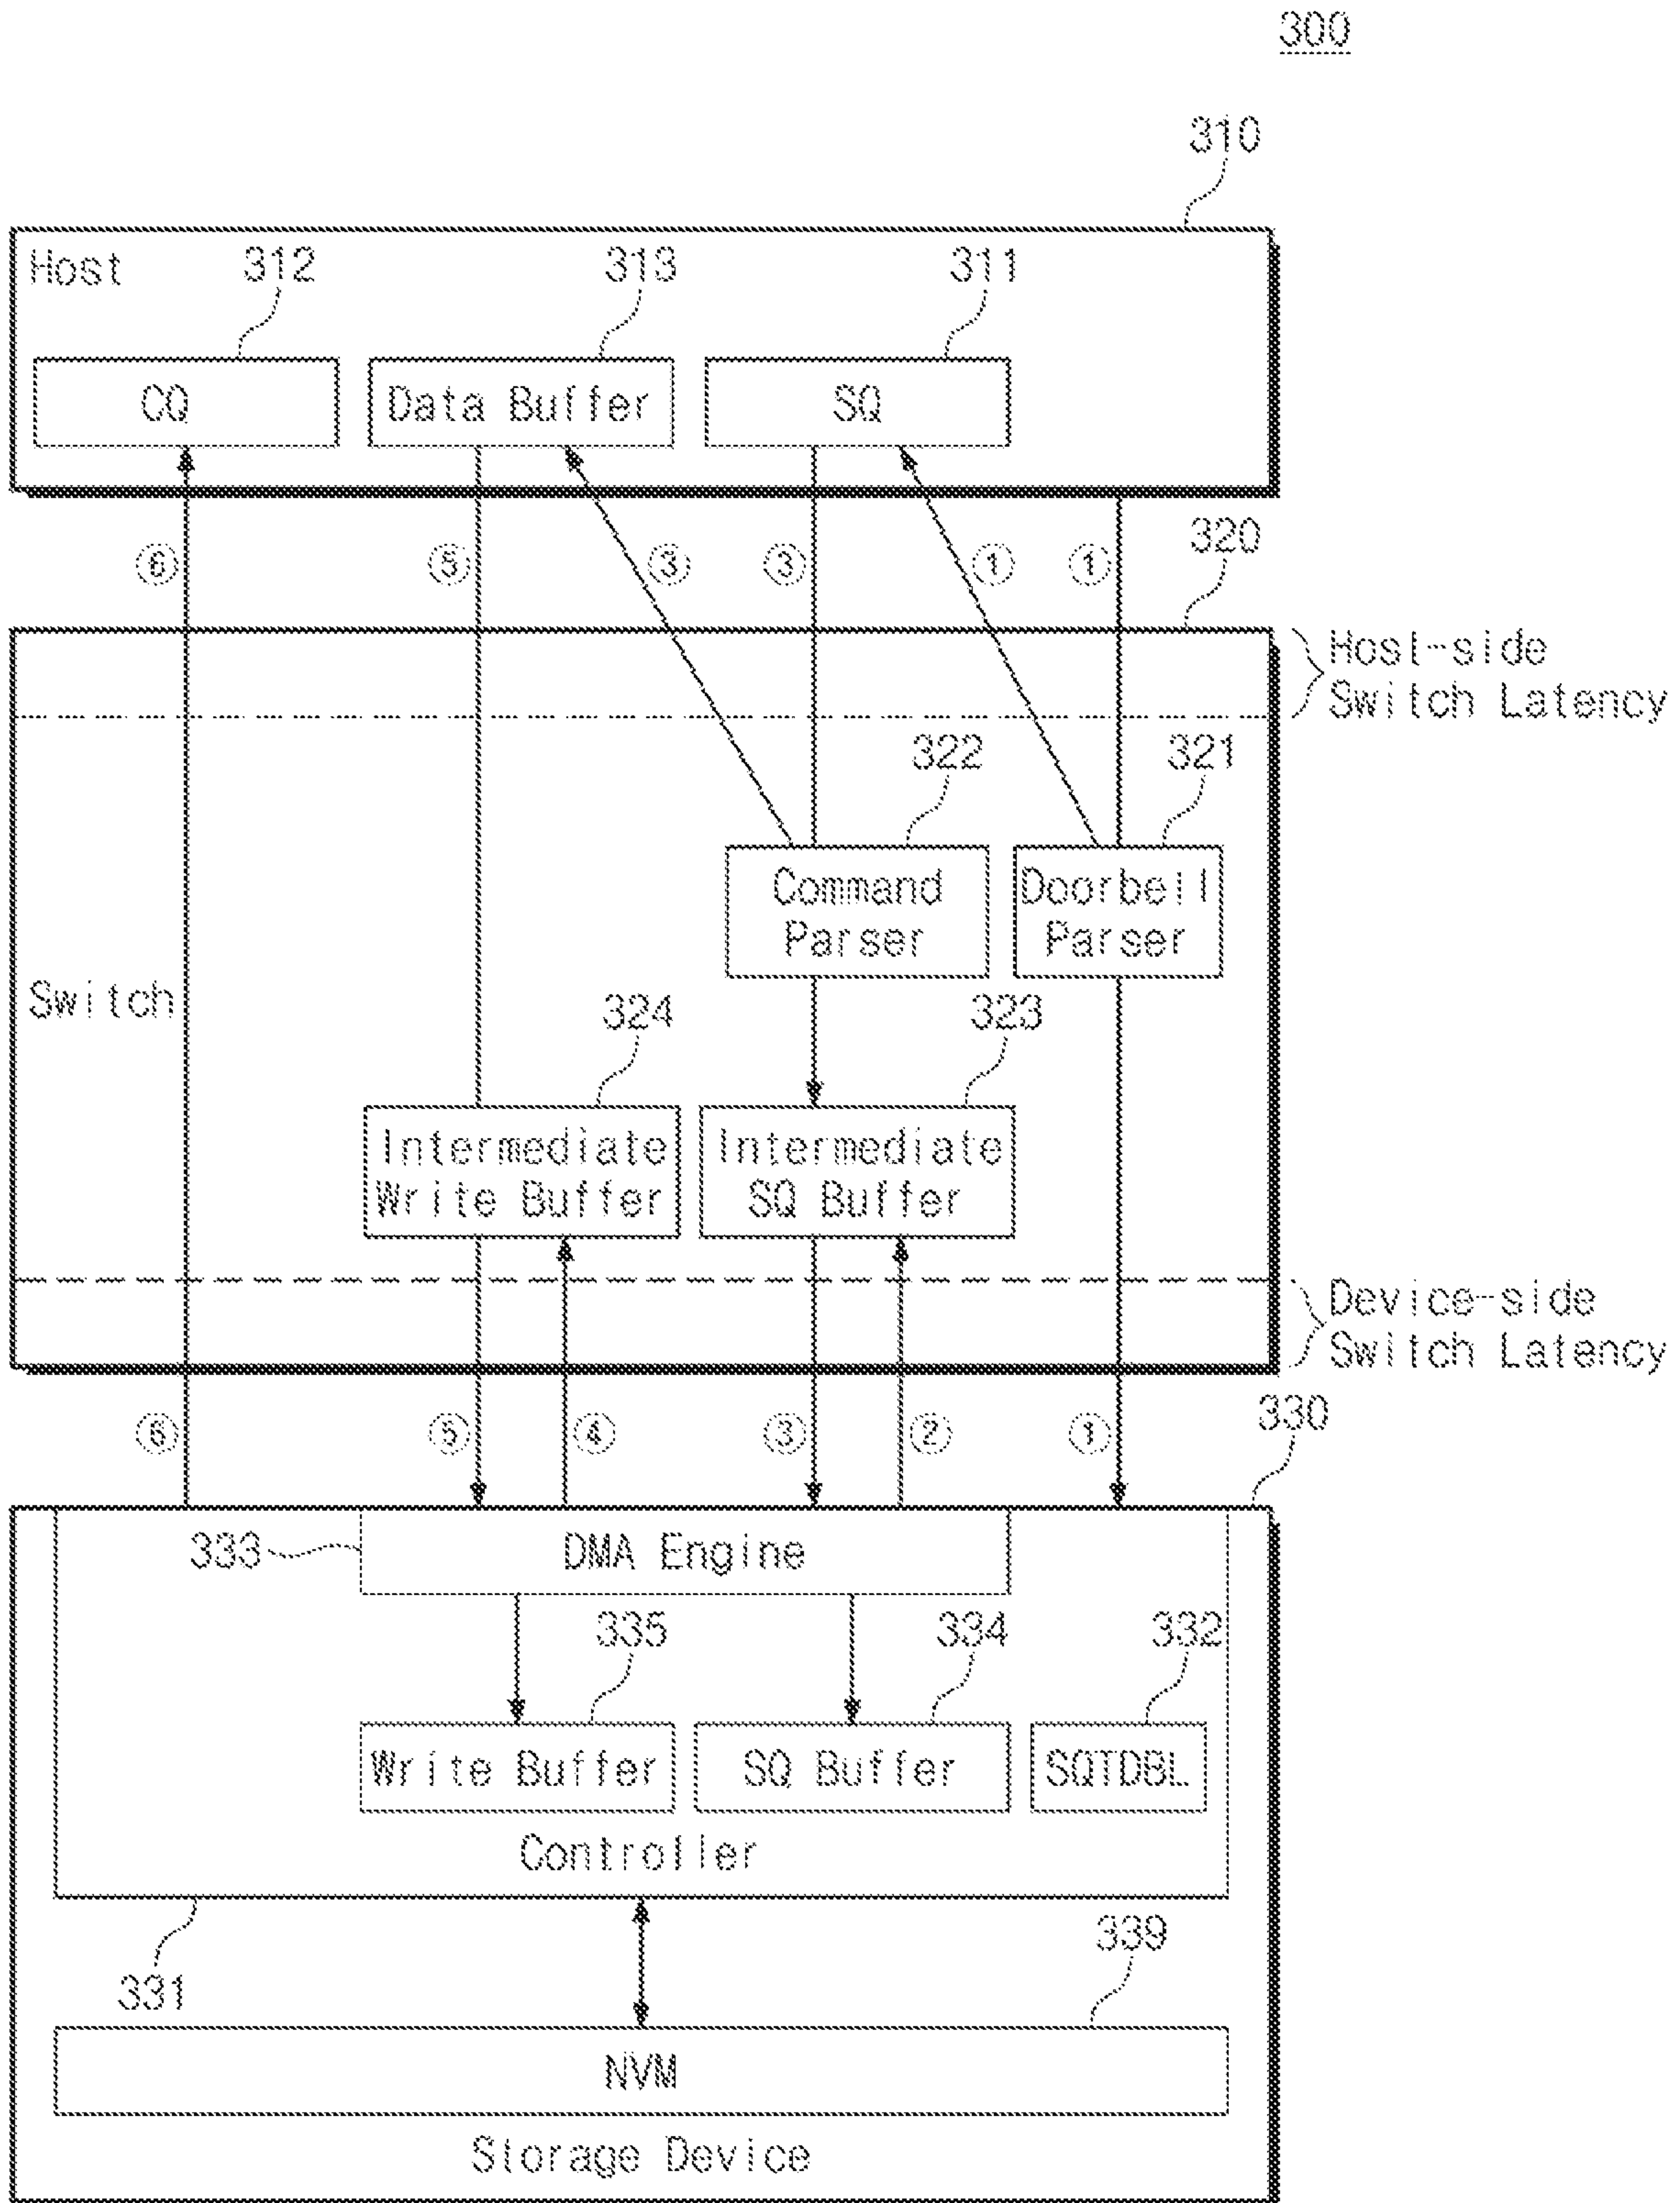 300
310
Host
312
313
311
CQ
Data Buffer
SQ
320
⑥
⑤
③
③
①
①
Host-side
Switch Latency
322
321
Command
Parser
Doorbell
Parser
Switch
324
323
Intermediate
Write Buffer
Intermediate
SQ Buffer
Device-side
Switch Latency
330
⑥
⑤
④
③
②
①
333
DMA Engine
335
334
332
Write Buffer
SQ Buffer
SQTDBL
Controller
331
339
NVM
Storage Device